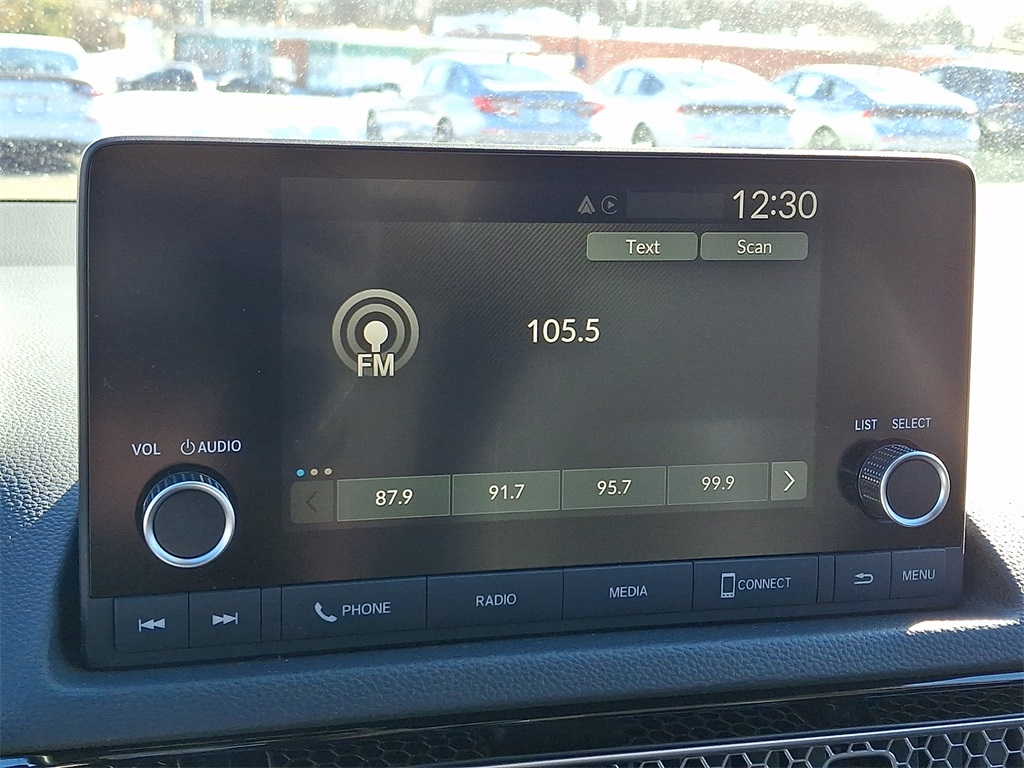 12:30
Text Scan
105.5
FM
LIST SELECT
VOL AUDIO
87.9 91.7 95.7 99.9
PHONE RADIO MEDIA CONNECT MENU